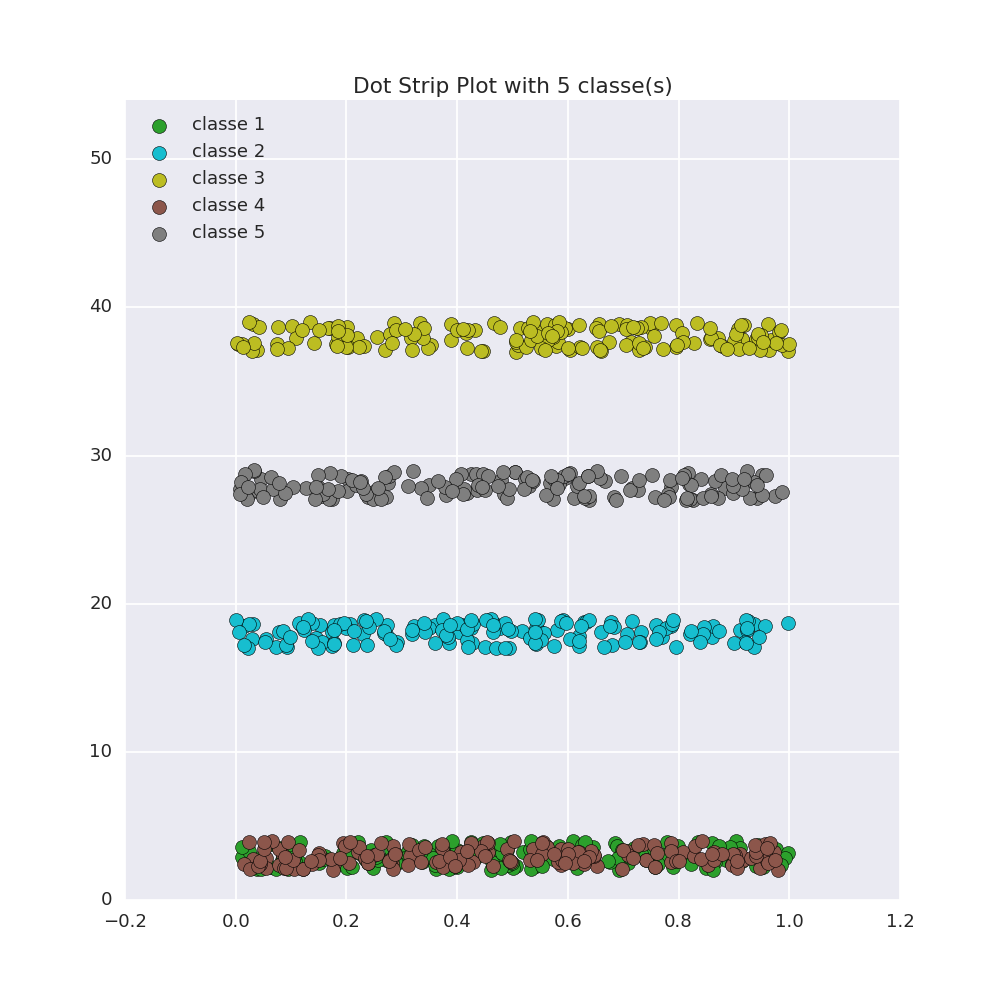 Dot Strip Plot with 5 classe(s)
classe 1
classe 2
classe 3
classe 4
classe 5
50
40
30
20
10
0
−0.2 0.0 0.2 0.4 0.6 0.8 1.0 1.2